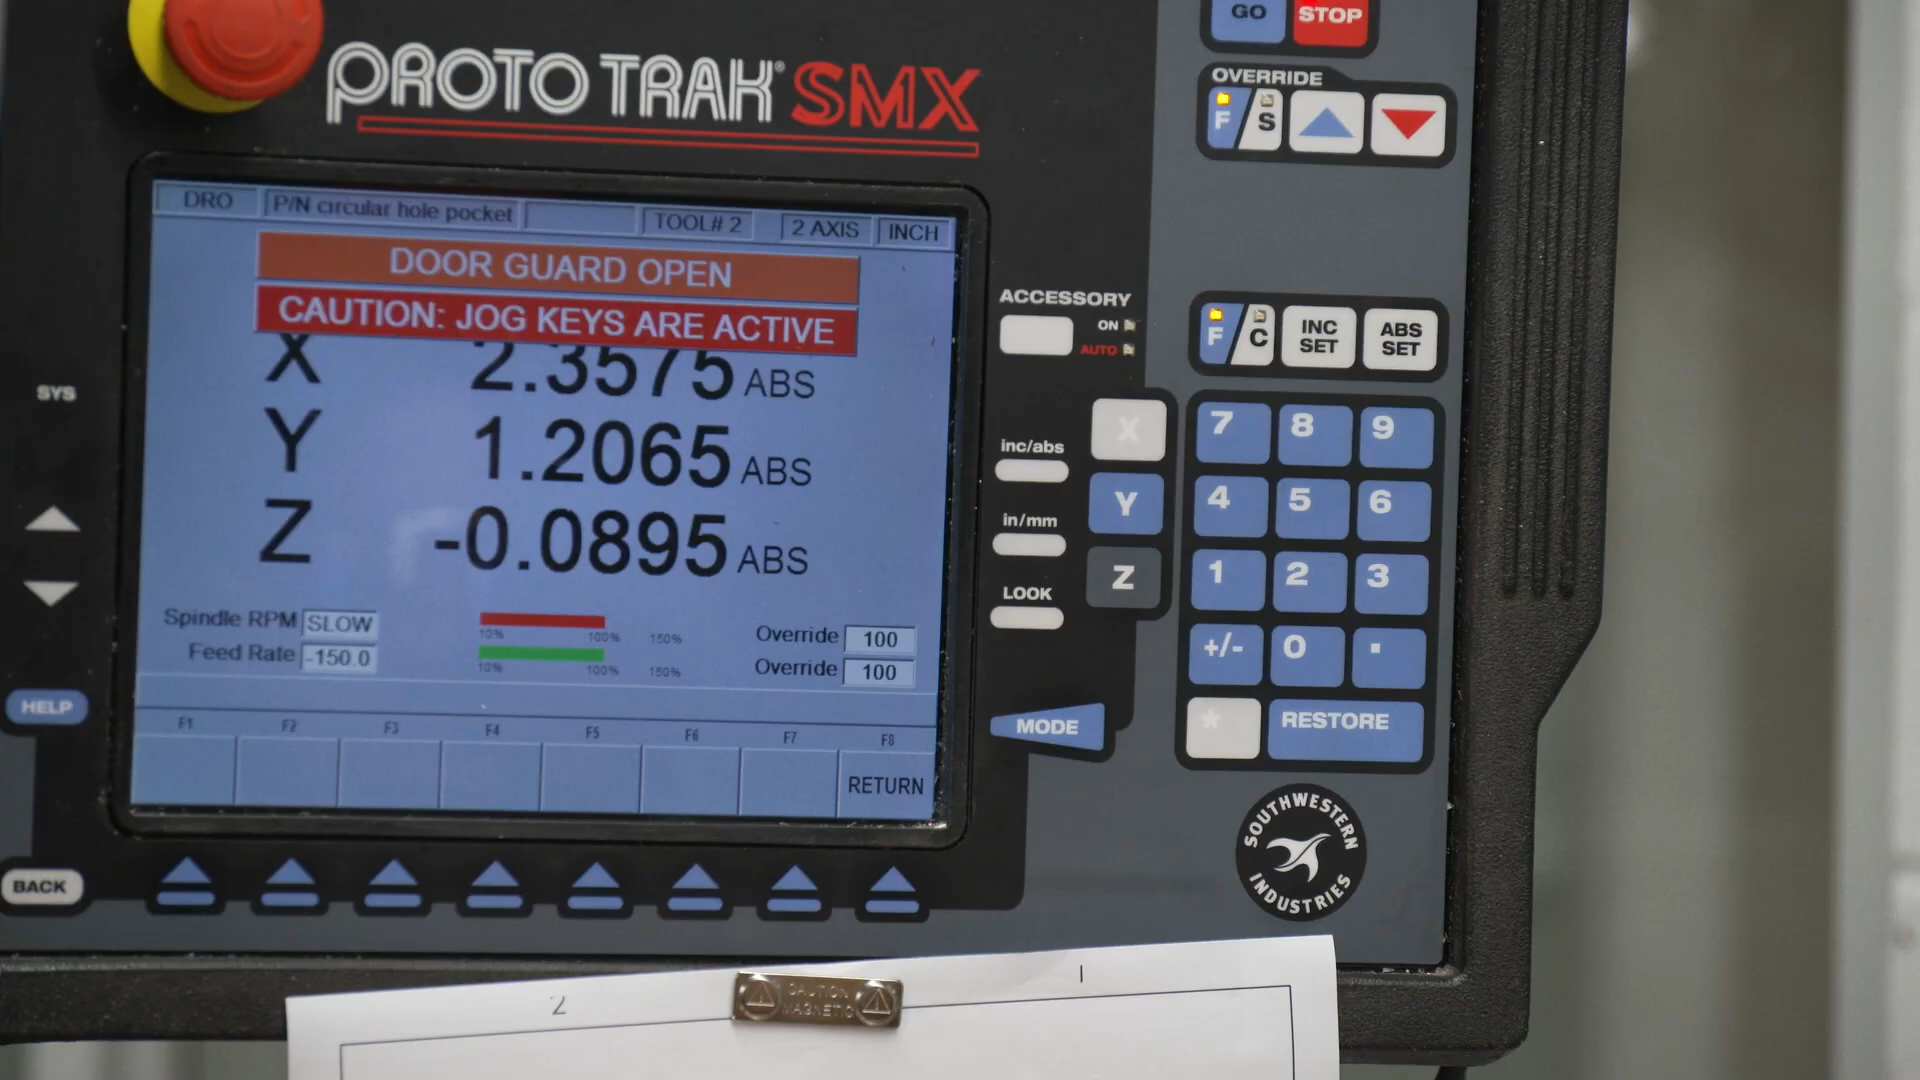 GO STOP
PROTO TRAK® SMX
OVERRIDE
F S
DRO P/N circular hole pocket TOOL# 2 2 AXIS INCH
DOOR GUARD OPEN
CAUTION: JOG KEYS ARE ACTIVE
X 2.3575 ABS
Y 1.2065 ABS
Z -0.0895 ABS
Spindle RPM SLOW 10% 100% 150% Override 100
Feed Rate -150.0 10% 100% 150% Override 100
F1 F2 F3 F4 F5 F6 F7 F8
RETURN
SYS
HELP
BACK
ACCESSORY
ON
AUTO
inc/abs
in/mm
LOOK
MODE
X
Y
Z
F C
INC SET
ABS SET
7 8 9
4 5 6
1 2 3
+/- 0 .
* RESTORE
SOUTHWESTERN
INDUSTRIES
2 1
CAUTION
MAGNETIC